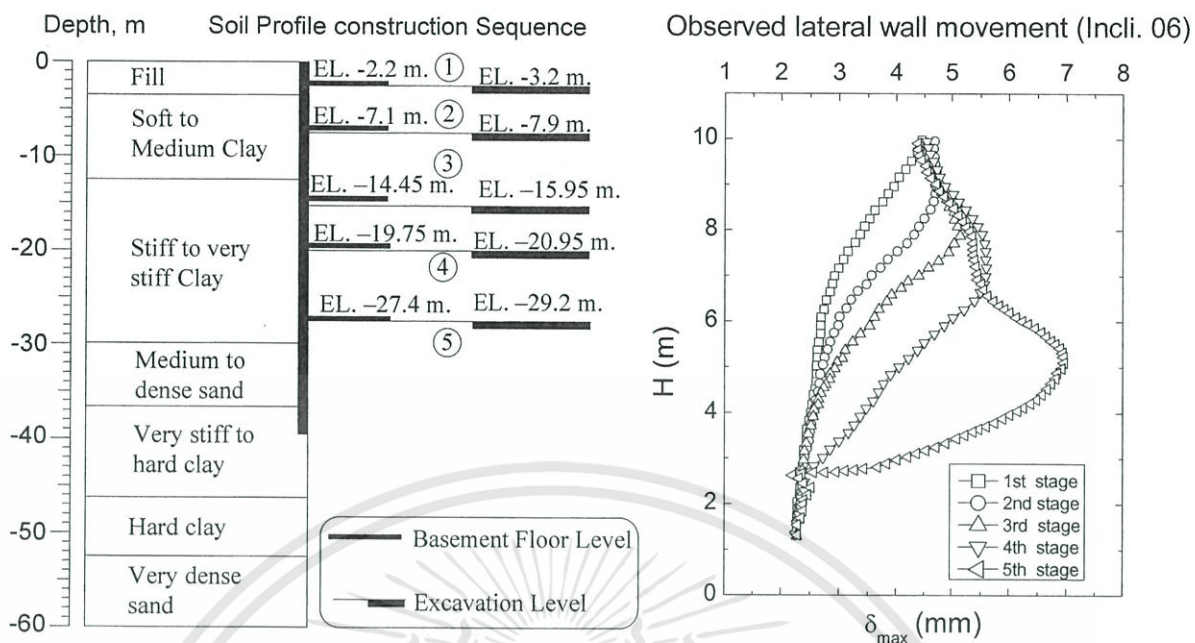 Depth, m Soil Profile construction Sequence
0
-10
-20
-30
-40
-50
-60
Fill
Soft to
Medium Clay
Stiff to very
stiff Clay
Medium to
dense sand
Very stiff to
hard clay
Hard clay
Very dense
sand
EL. -2.2 m. ① EL. -3.2 m.
EL. -7.1 m. ② EL. -7.9 m.
③
EL. –14.45 m. EL. –15.95 m.
EL. –19.75 m. EL. –20.95 m.
④
EL. –27.4 m. EL. –29.2 m.
⑤
Basement Floor Level
Excavation Level
Observed lateral wall movement (Incli. 06)
1 2 3 4 5 6 7 8
10
8
6
4
2
0
H (m)
1st stage
2nd stage
3rd stage
4th stage
5th stage
δmax (mm)